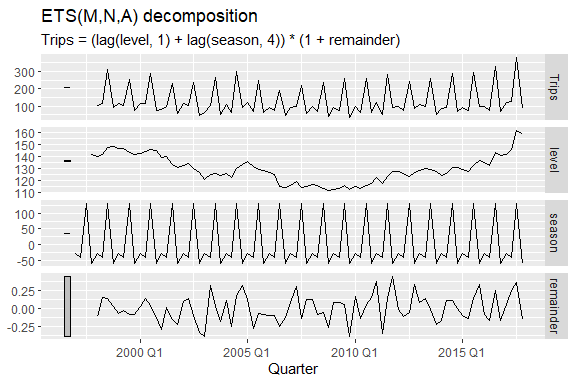 ETS(M,N,A) decomposition
Trips = (lag(level, 1) + lag(season, 4)) * (1 + remainder)
300
200
100
Trips
160
150
140
130
120
110
level
100
50
0
-50
season
0.25
0.00
-0.25
remainder
2000 Q1
2005 Q1
2010 Q1
2015 Q1
Quarter